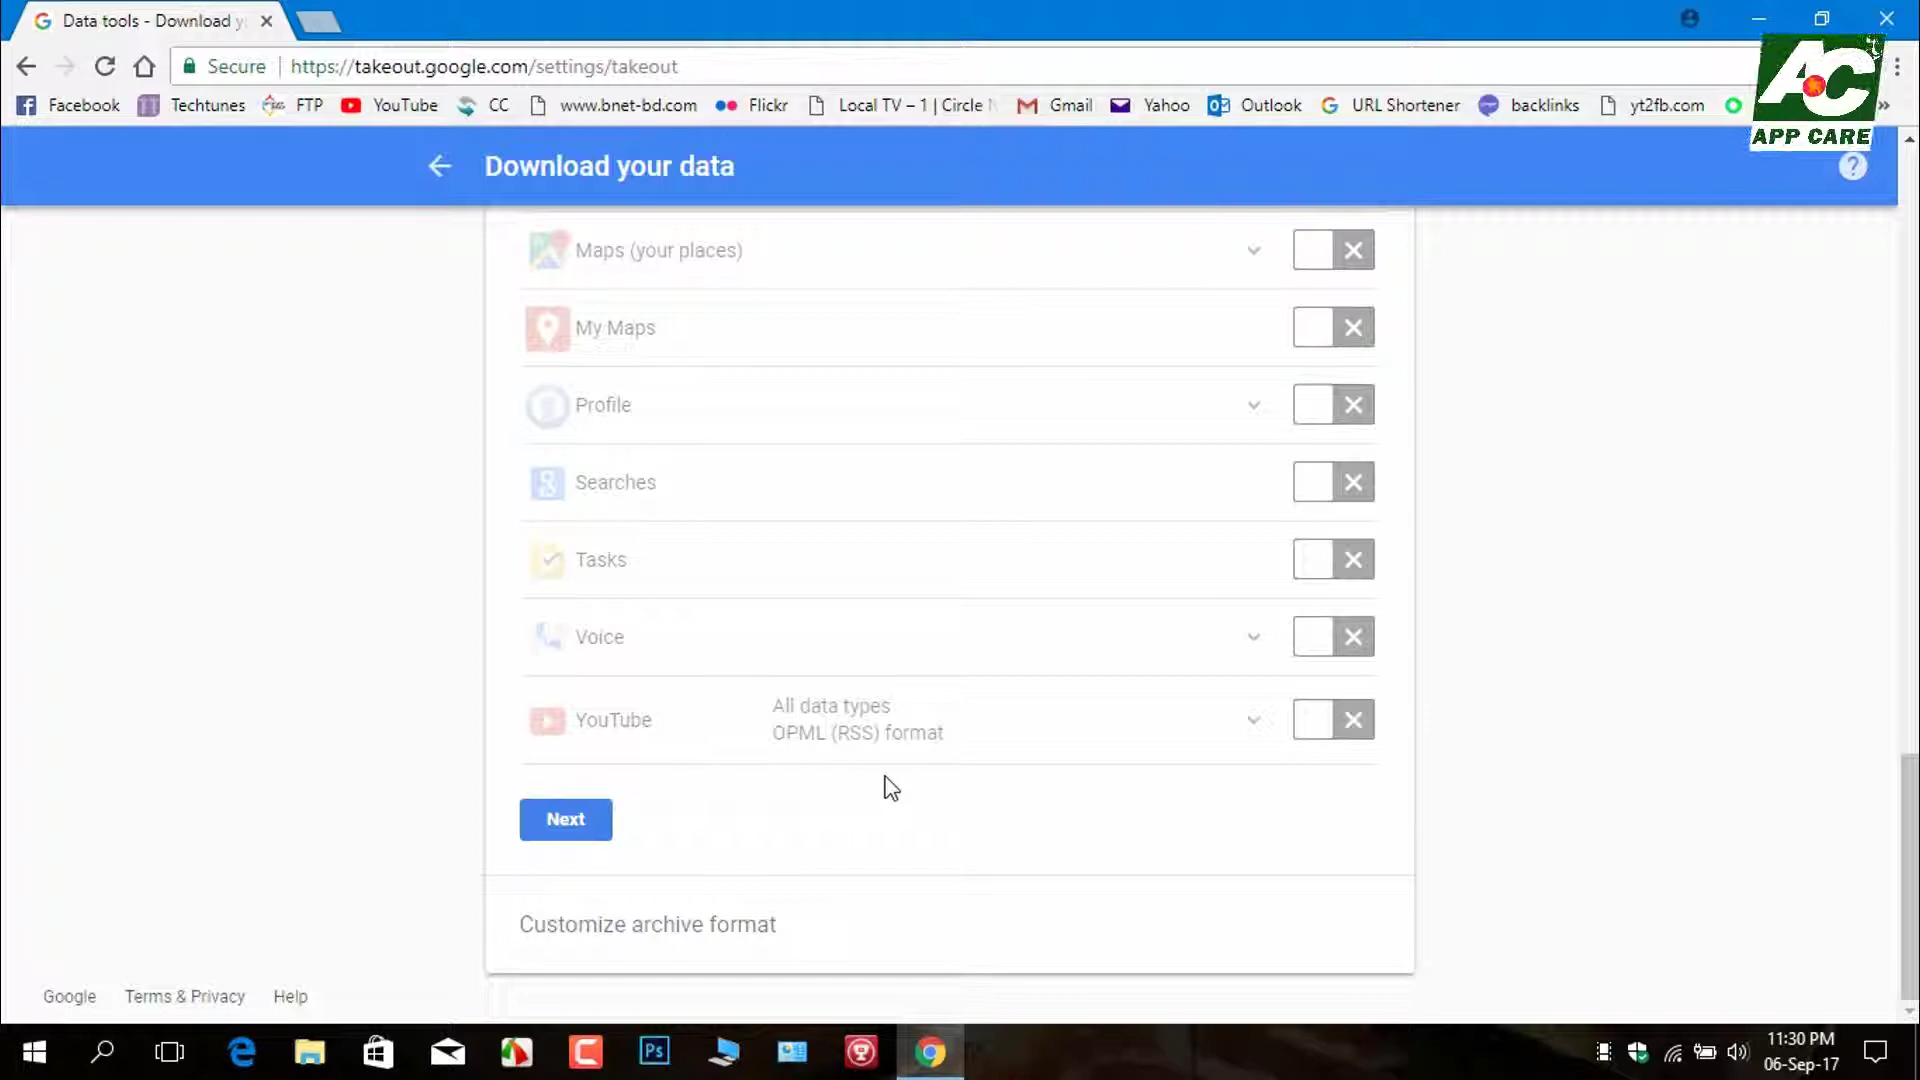 Data tools - Download y
Secure https://takeout.google.com/settings/takeout
Facebook Techtunes FTP YouTube CC www.bnet-bd.com Flickr Local TV – 1 | Circle Gmail Yahoo Outlook URL Shortener backlinks yt2fb.com »
AC
APP CARE
Download your data
?
Maps (your places)
My Maps
Profile
Searches
Tasks
Voice
YouTube
All data types
OPML (RSS) format
Next
Customize archive format
Google Terms & Privacy Help
11:30 PM
06-Sep-17